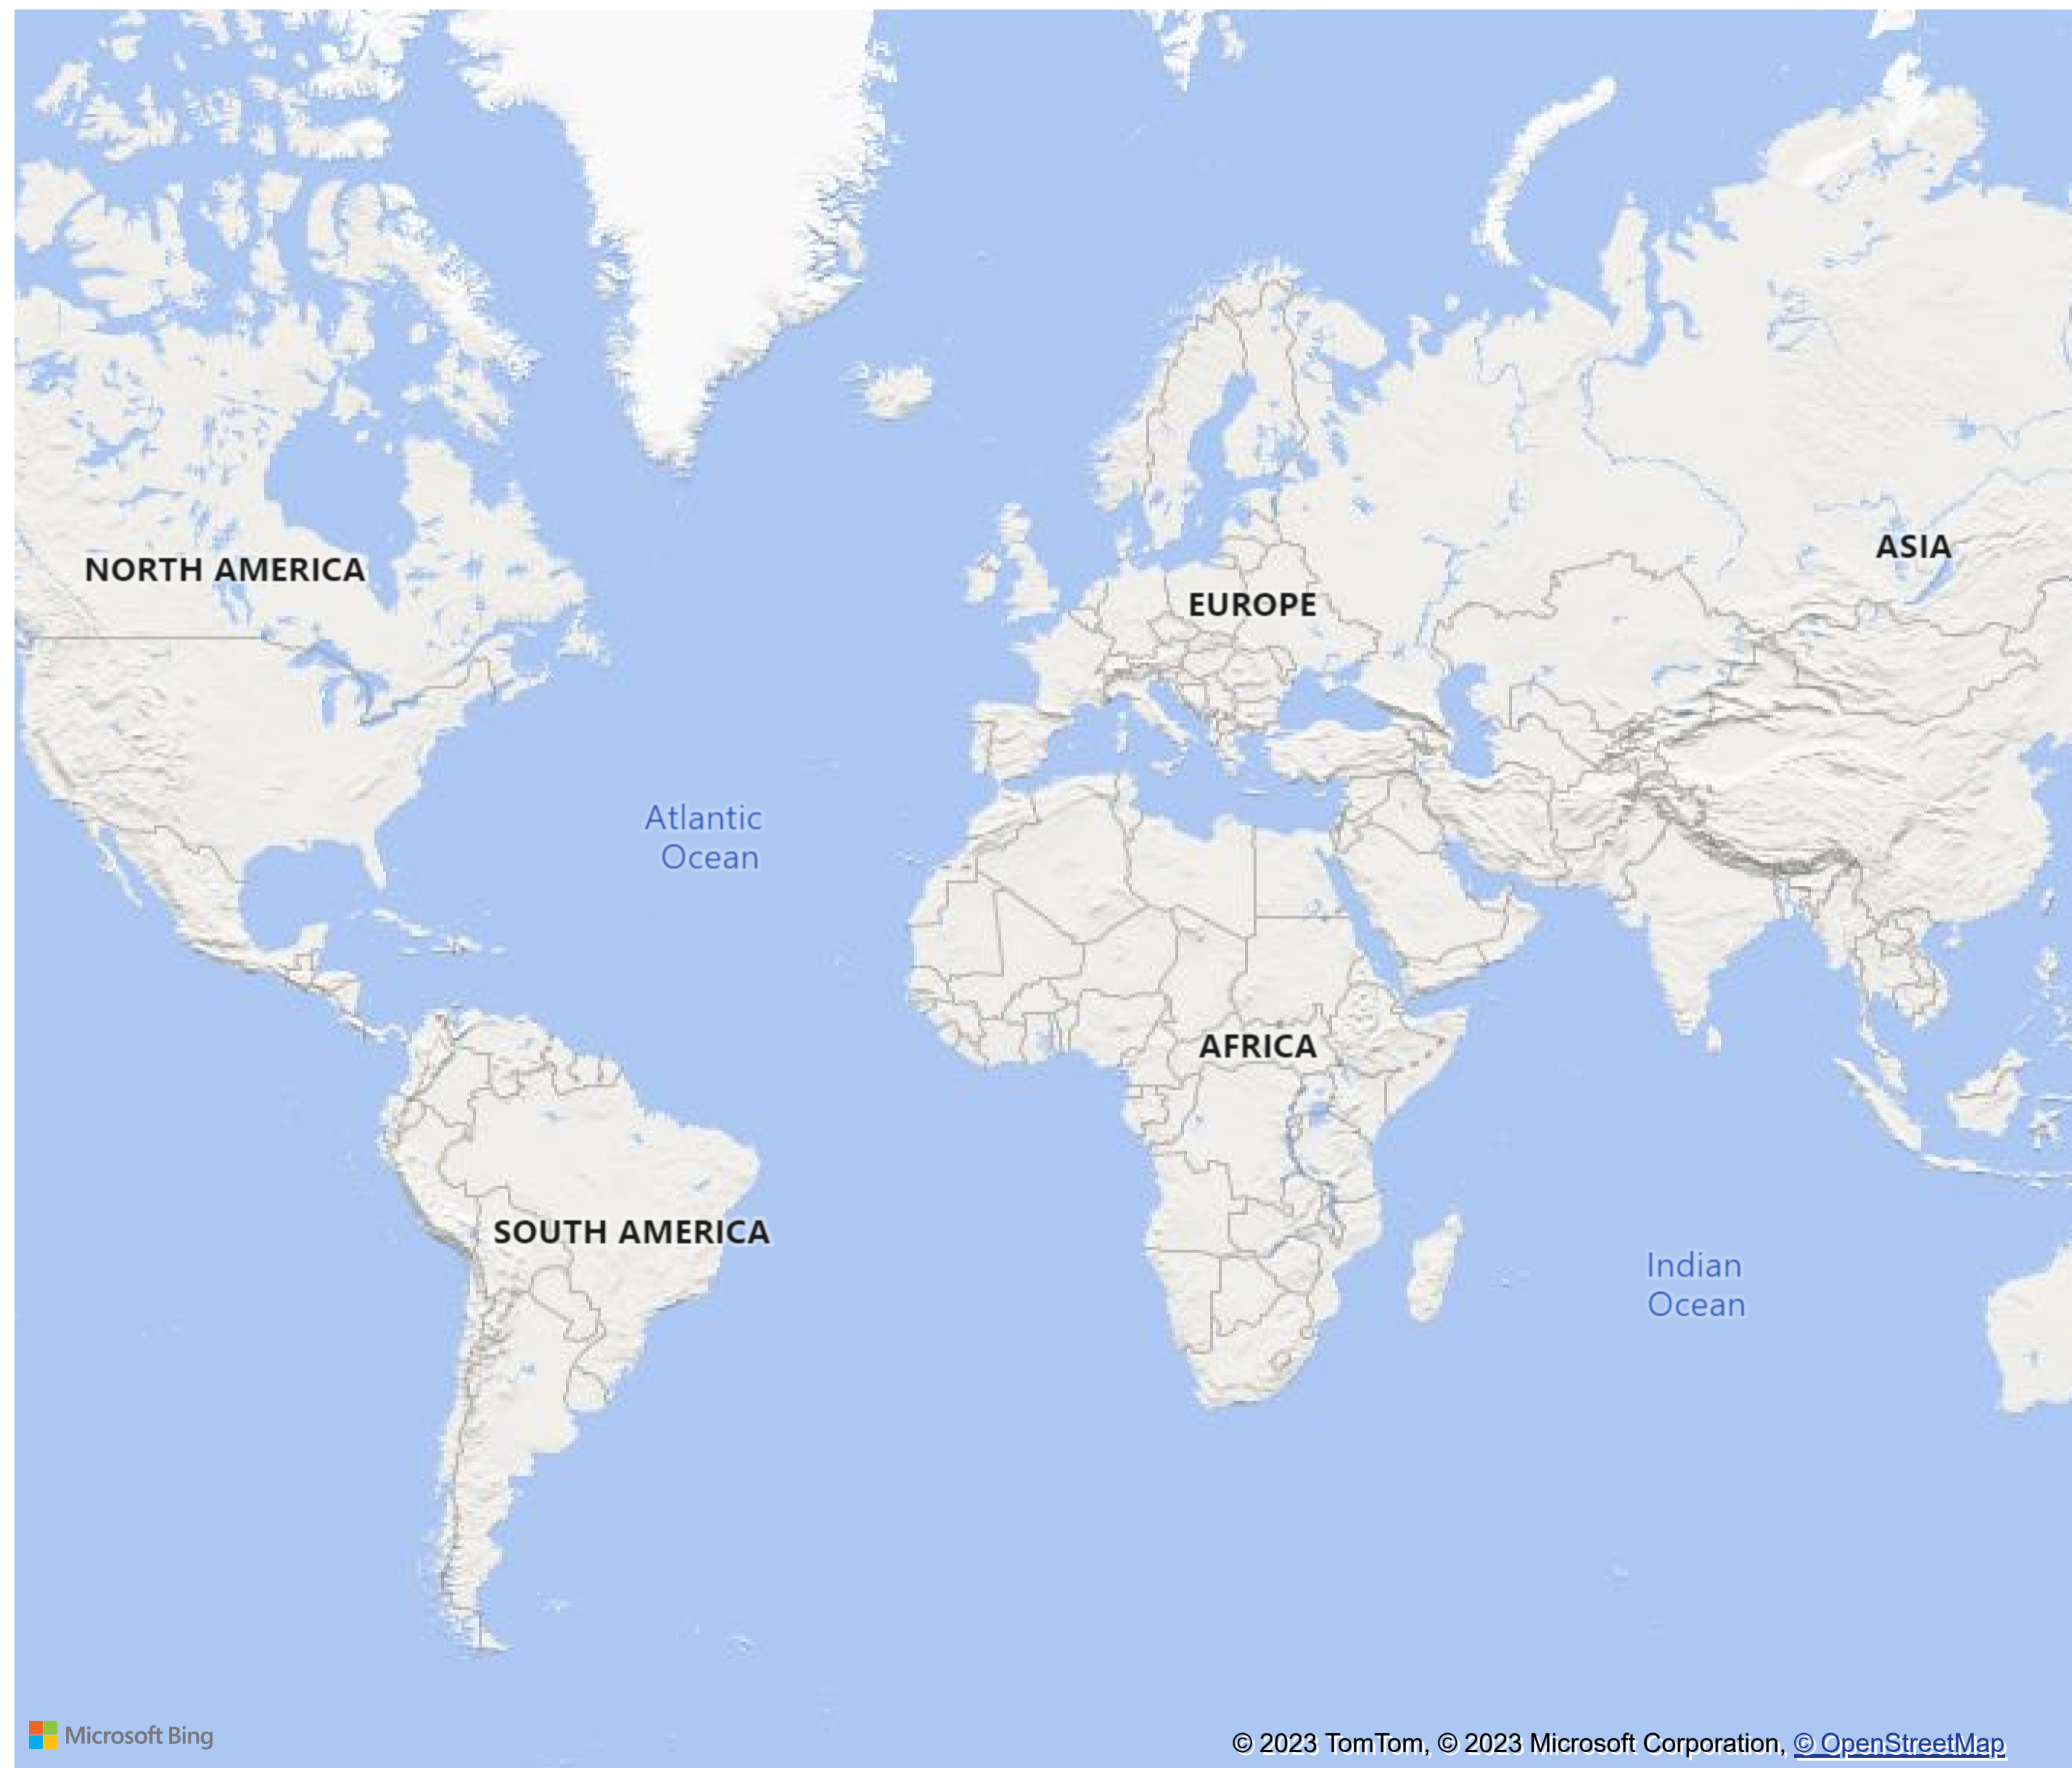 ASIA
NORTH AMERICA
EUROPE
Atlantic
Ocean
AFRICA
SOUTH AMERICA
Indian
Ocean
Microsoft Bing
© 2023 TomTom, © 2023 Microsoft Corporation, © OpenStreetMap